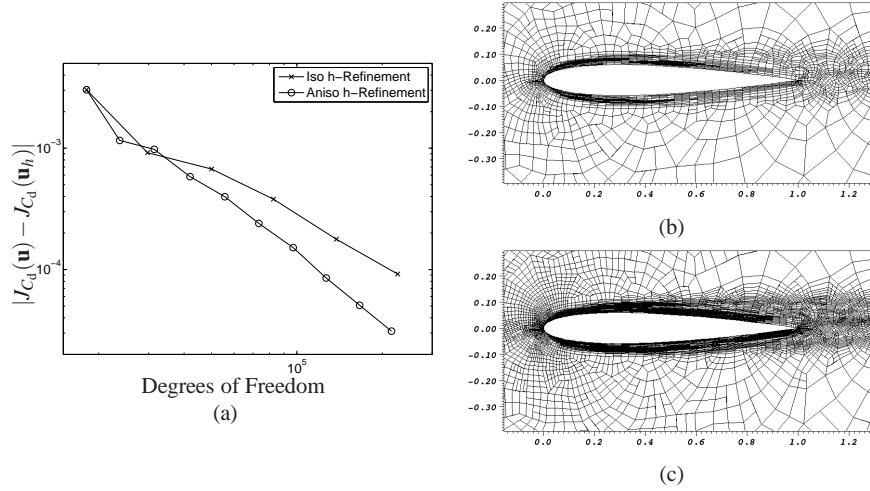 Iso h−Refinement
Aniso h−Refinement
|J_{C_d}(u) − J_{C_d}(u_h)|
10^{−3}
10^{−4}
10^5
Degrees of Freedom
(a)
0.20
0.10
0.00
-0.10
-0.20
-0.30
0.0 0.2 0.4 0.6 0.8 1.0 1.2
(b)
0.20
0.10
0.00
-0.10
-0.20
-0.30
0.0 0.2 0.4 0.6 0.8 1.0 1.2
(c)